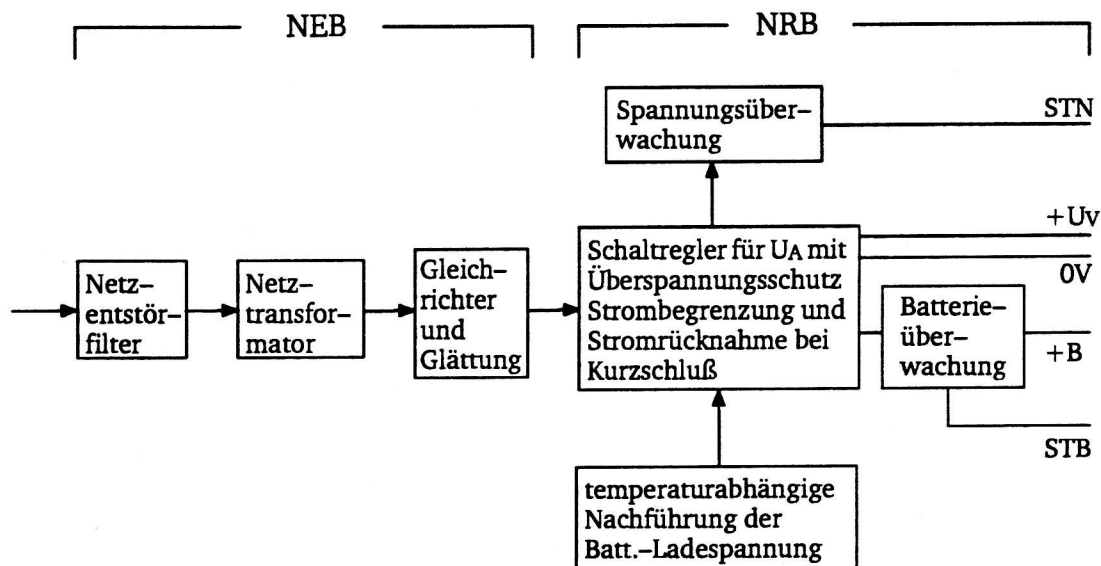 NEB
NRB
Spannungsüber–
wachung
STN
Netz–
entstör–
filter
Netz–
transfor–
mator
Gleich–
richter
und
Glättung
Schaltregler für UA mit
Überspannungsschutz
Strombegrenzung und
Stromrücknahme bei
Kurzschluß
+Uv
0V
Batterie–
über–
wachung
+B
STB
temperaturabhängige
Nachführung der
Batt.–Ladespannung